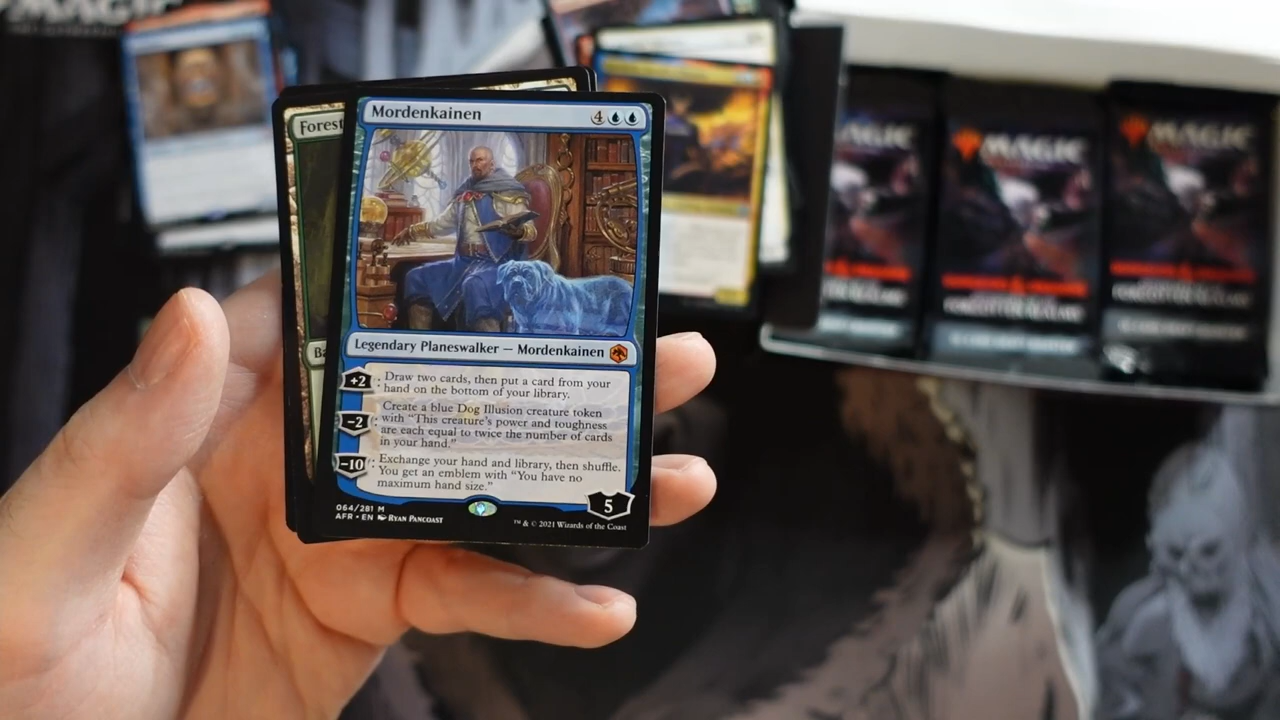 Mordenkainen
4
Forest
Legendary Planeswalker — Mordenkainen
Ba
+2: Draw two cards, then put a card from your
hand on the bottom of your library.
−2: Create a blue Dog Illusion creature token
with "This creature's power and toughness
are each equal to twice the number of cards
in your hand."
−10: Exchange your hand and library, then shuffle.
You get an emblem with "You have no
maximum hand size."
5
064/281 M
AFR • EN RYAN PANCOAST
™ & © 2021 Wizards of the Coast
MAGIC
MAGIC
MAGIC
DUNGEONS & DRAGONS
FORGOTTEN REALMS